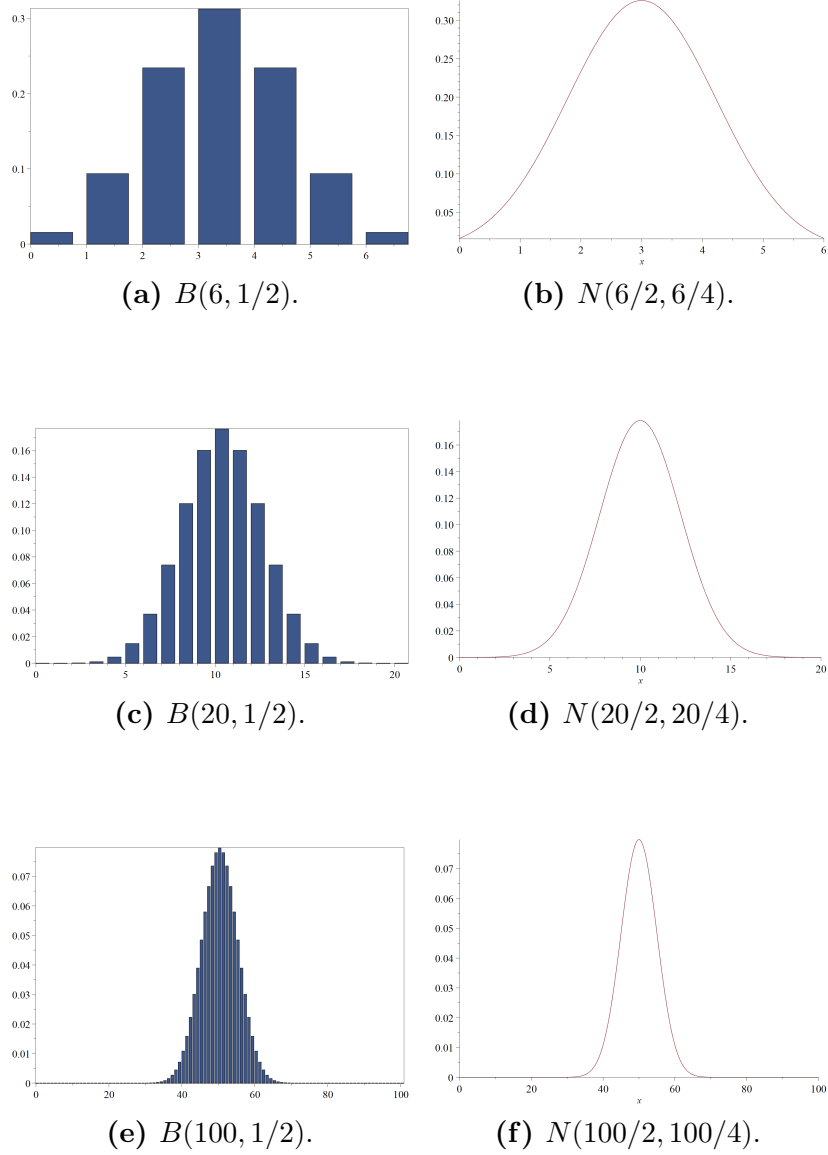 0.3
0.2
0.1
0
0 1 2 3 4 5 6
0.30
0.25
0.20
0.15
0.10
0.05
0 1 2 3 4 5 6
x
(a) B(6, 1/2).
(b) N(6/2, 6/4).
0.16
0.14
0.12
0.10
0.08
0.06
0.04
0.02
0
0 5 10 15 20
0.16
0.14
0.12
0.10
0.08
0.06
0.04
0.02
0
0 5 10 15 20
x
(c) B(20, 1/2).
(d) N(20/2, 20/4).
0.07
0.06
0.05
0.04
0.03
0.02
0.01
0
0 20 40 60 80 100
0.07
0.06
0.05
0.04
0.03
0.02
0.01
0
0 20 40 60 80 100
x
(e) B(100, 1/2).
(f) N(100/2, 100/4).